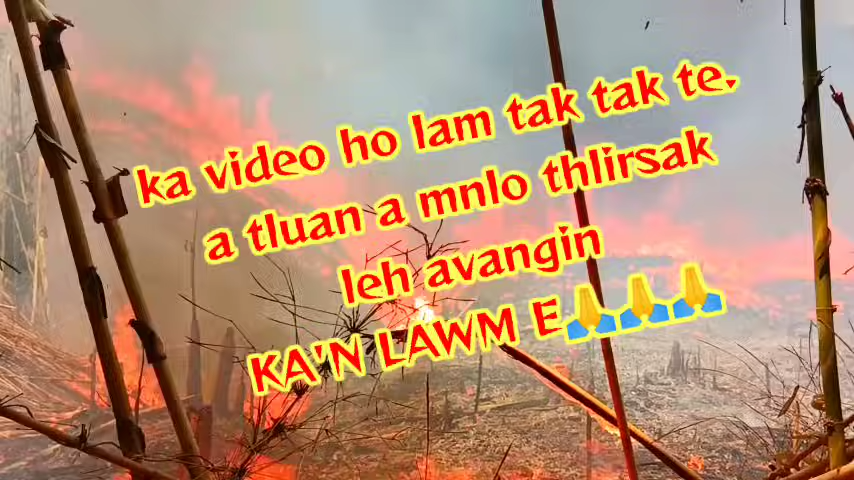 ka video ho lam tak tak te,
a tluan a mnlo thlirsak
leh avangin
KA'N LAWM E🙏🙏🙏